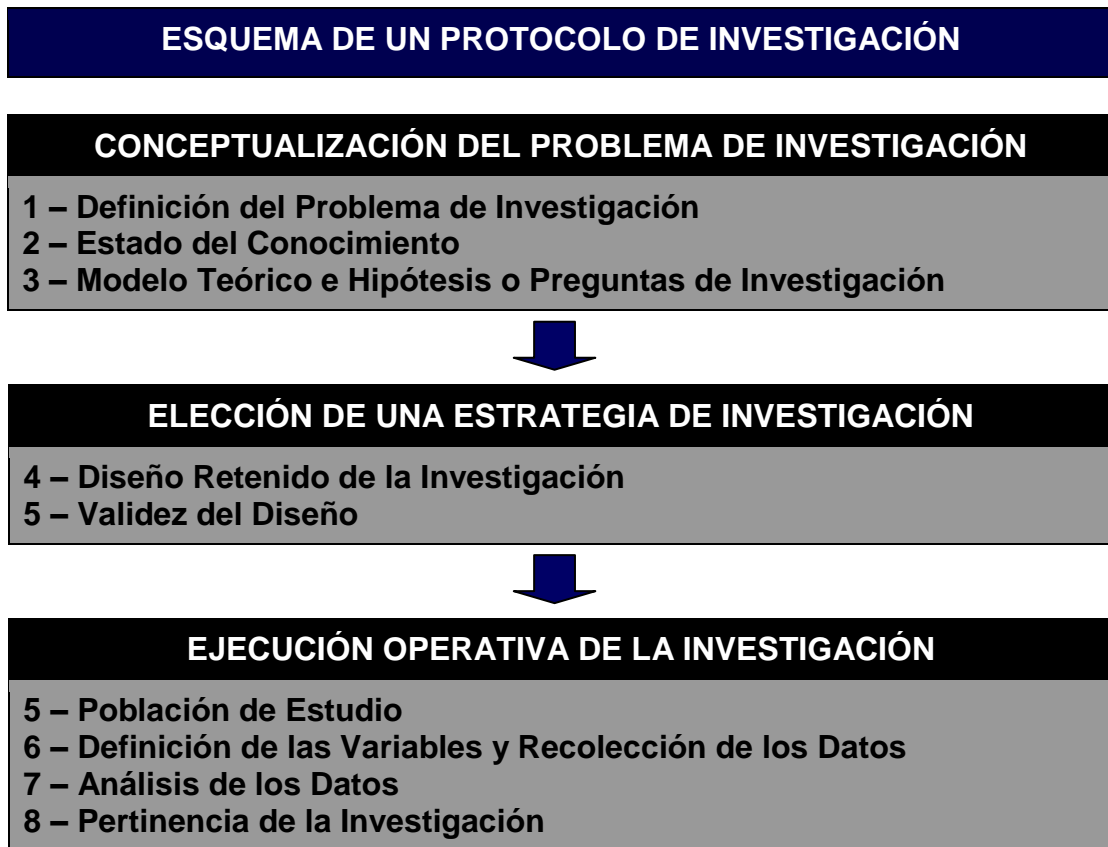 ESQUEMA DE UN PROTOCOLO DE INVESTIGACIÓN
CONCEPTUALIZACIÓN DEL PROBLEMA DE INVESTIGACIÓN
1 – Definición del Problema de Investigación
2 – Estado del Conocimiento
3 – Modelo Teórico e Hipótesis o Preguntas de Investigación
ELECCIÓN DE UNA ESTRATEGIA DE INVESTIGACIÓN
4 – Diseño Retenido de la Investigación
5 – Validez del Diseño
EJECUCIÓN OPERATIVA DE LA INVESTIGACIÓN
5 – Población de Estudio
6 – Definición de las Variables y Recolección de los Datos
7 – Análisis de los Datos
8 – Pertinencia de la Investigación